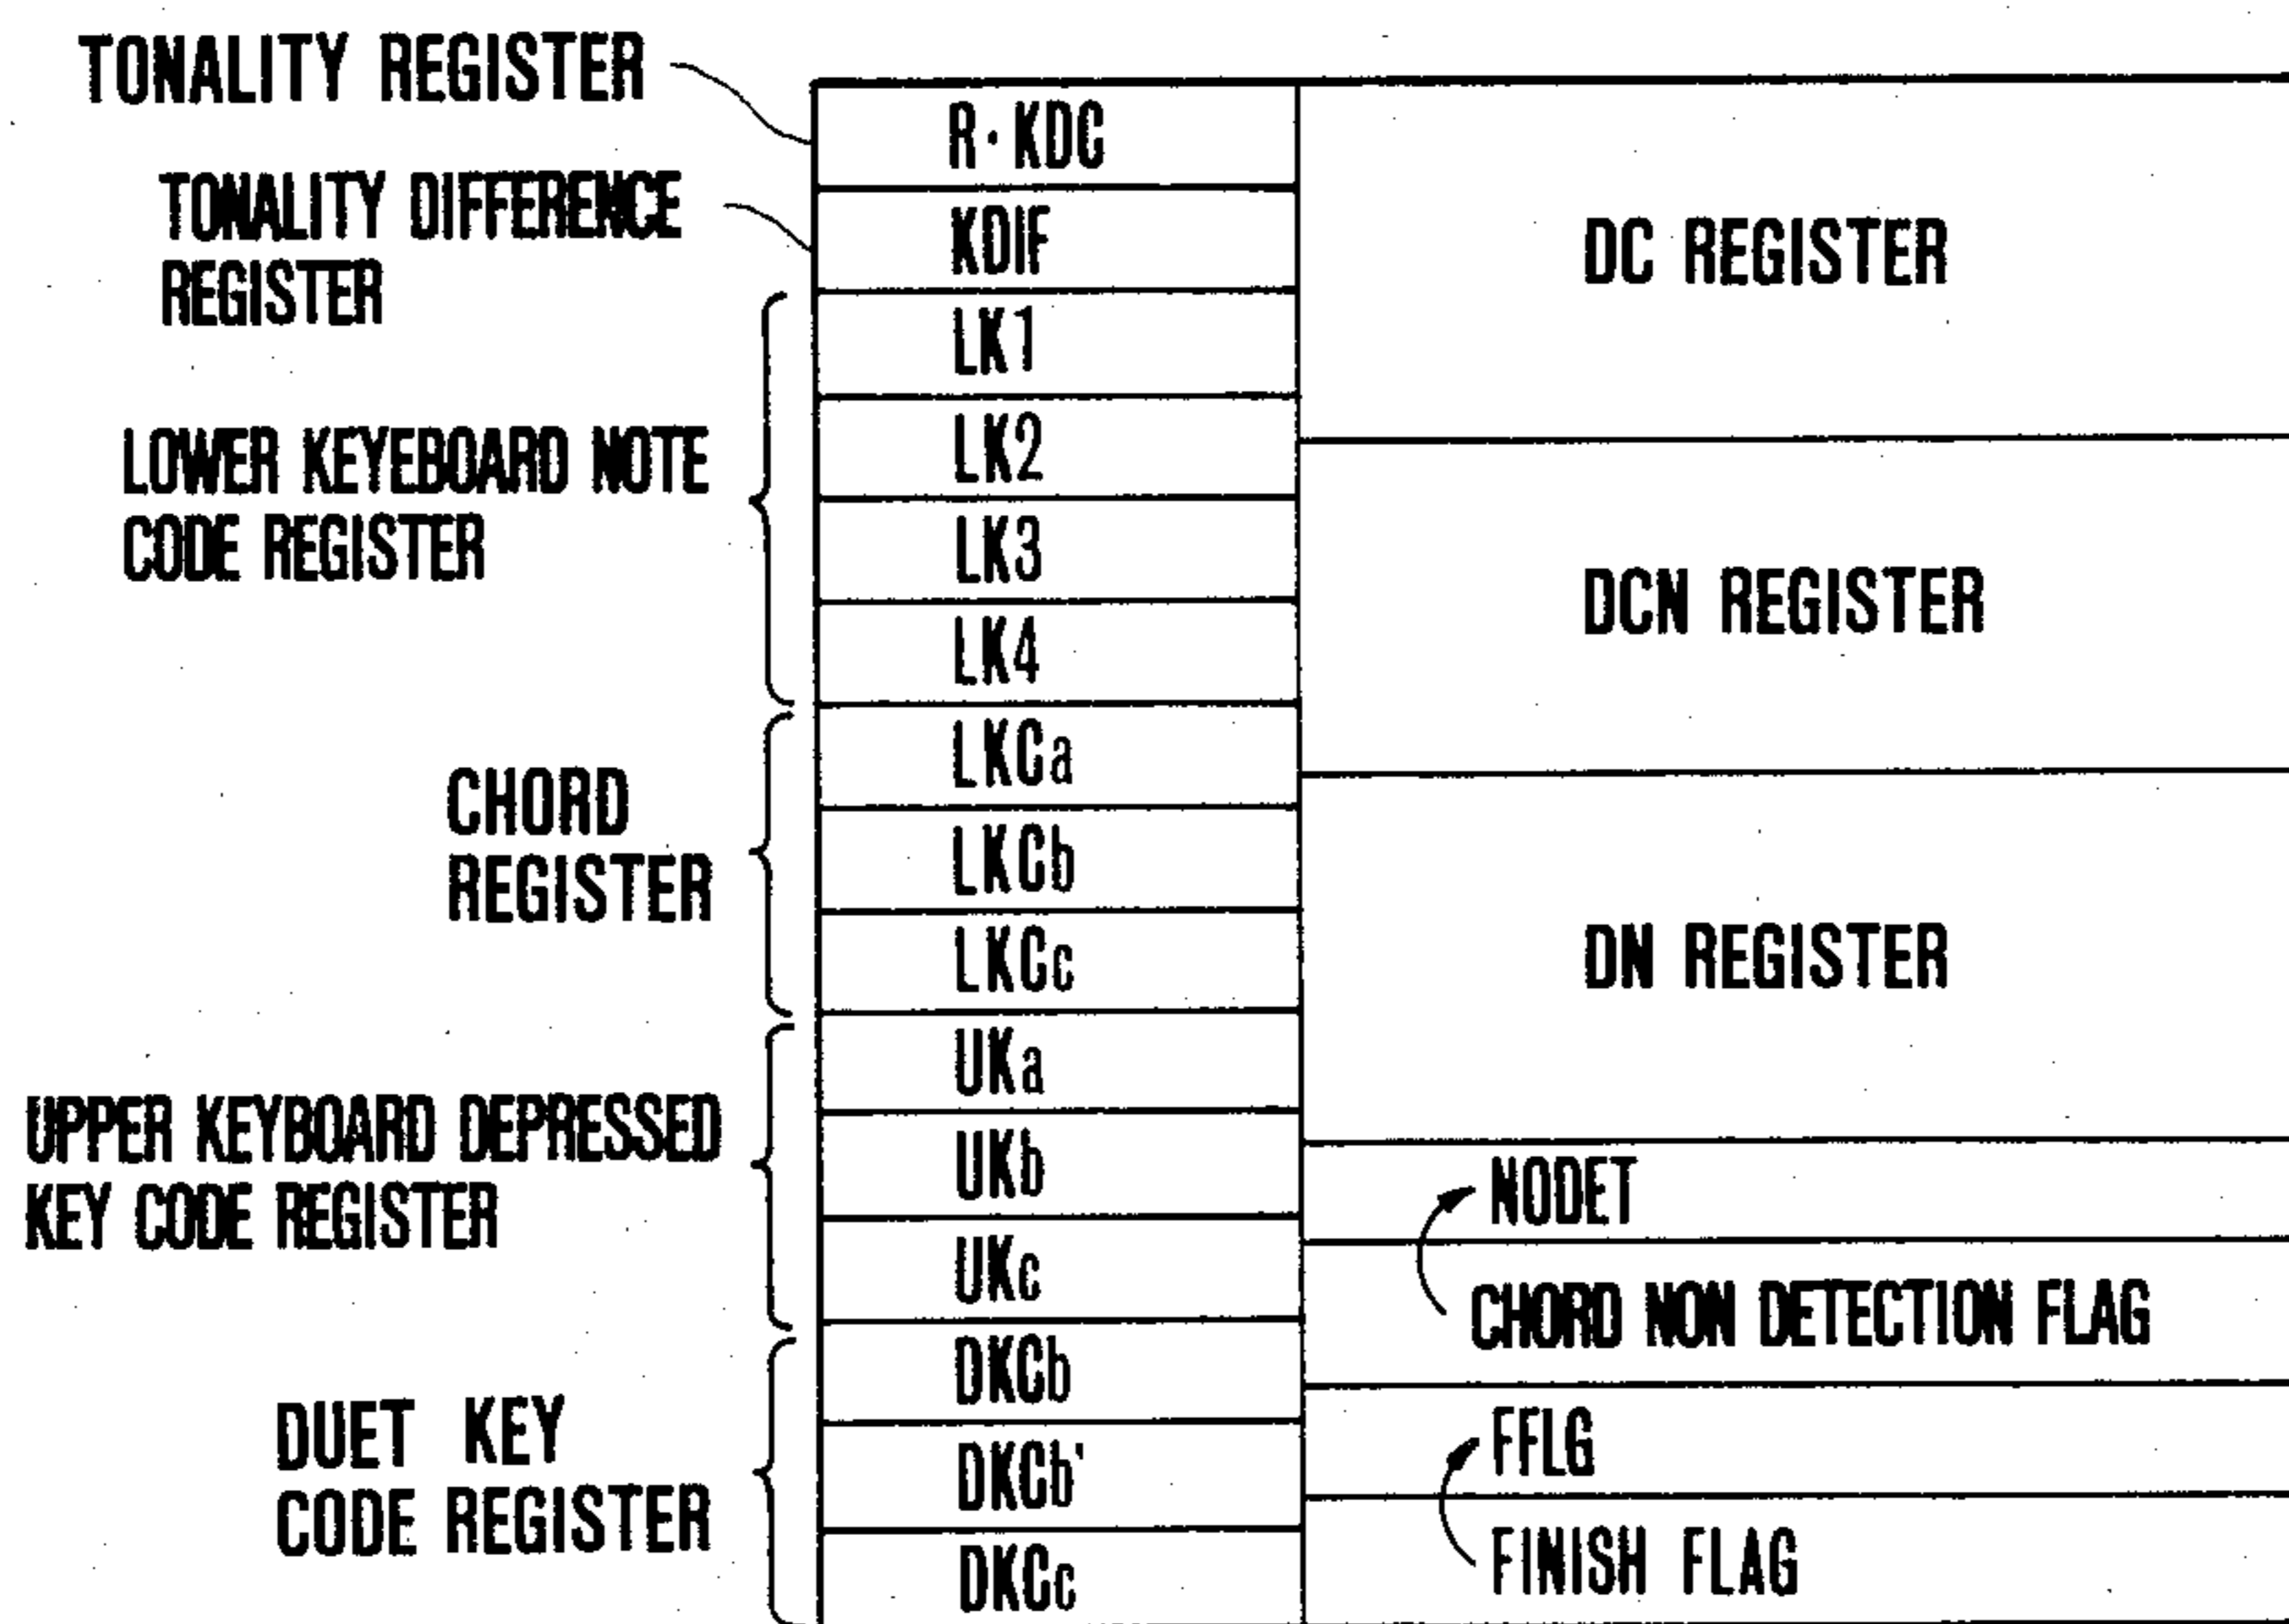 TONALITY REGISTER
TONALITY DIFFERENCE
REGISTER
LOWER KEYEBOARD NOTE
CODE REGISTER
CHORD
REGISTER
UPPER KEYBOARD DEPRESSED
KEY CODE REGISTER
DUET KEY
CODE REGISTER
R·KDC
KDIF
LK1
LK2
LK3
LK4
LKCa
LKCb
LKCc
UKa
UKb
UKc
DKCb
DKCb'
DKCc
DC REGISTER
DCN REGISTER
DN REGISTER
NODET
CHORD NON DETECTION FLAG
FFLG
FINISH FLAG